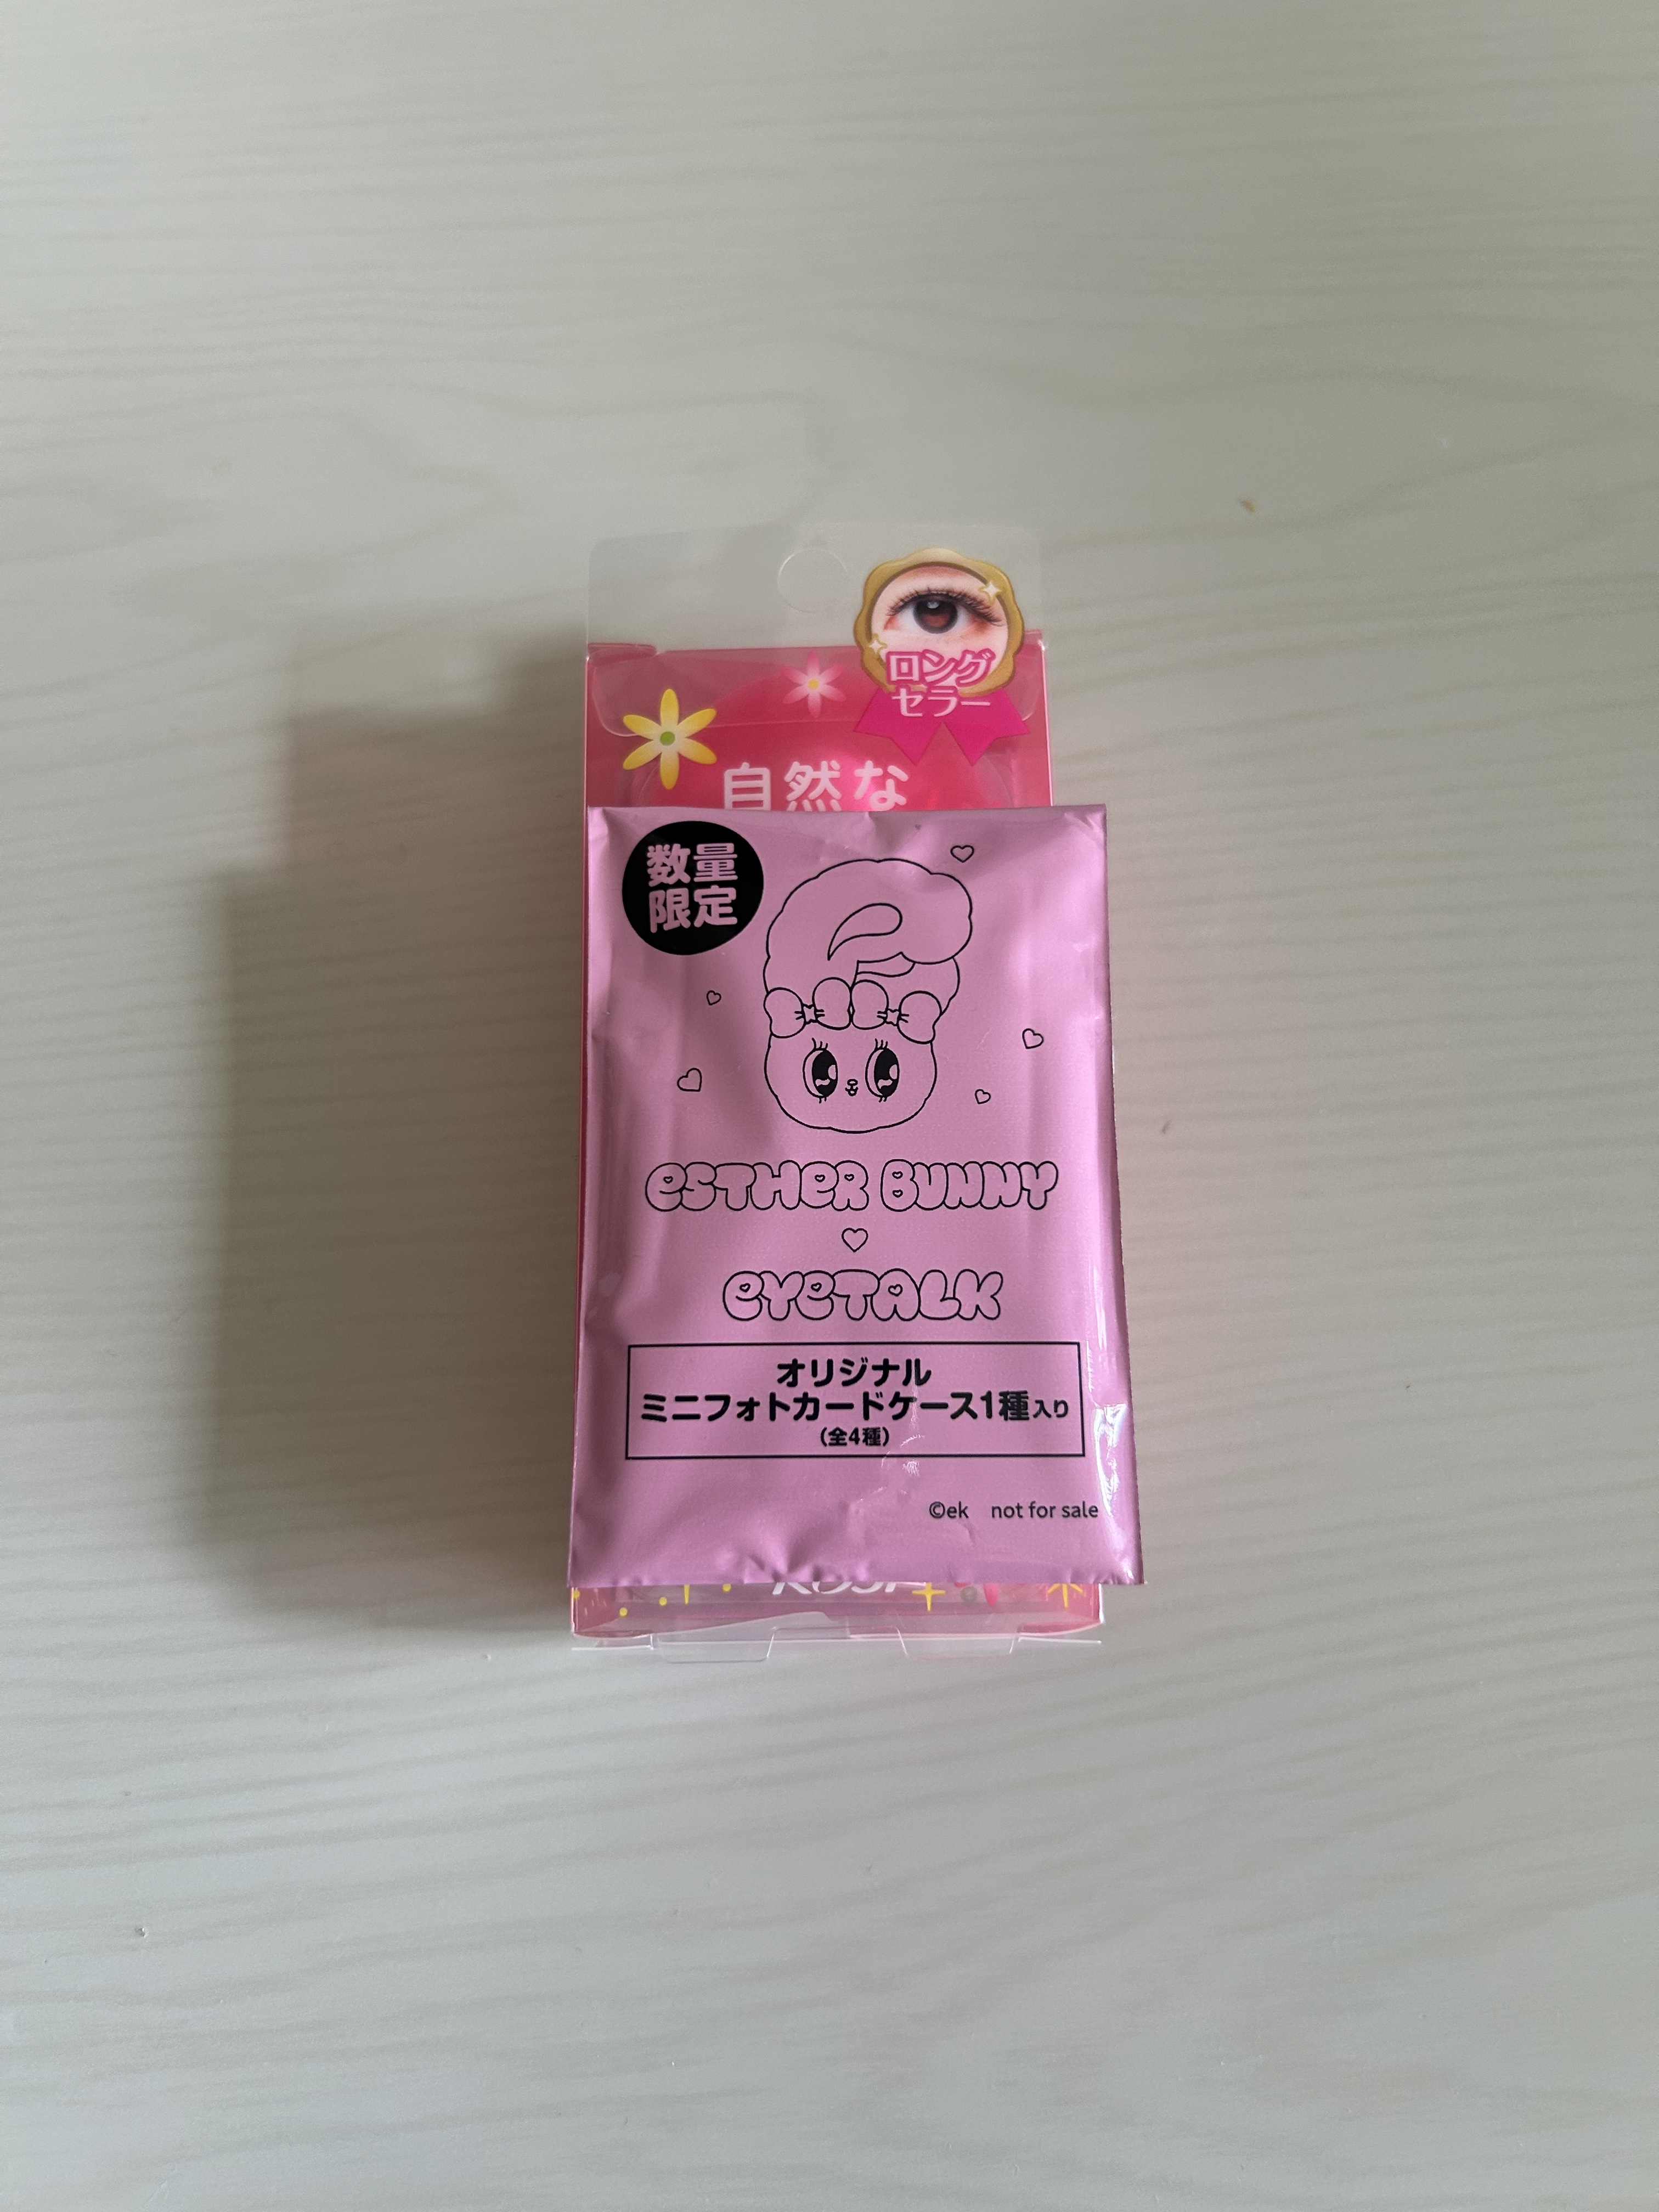 ロング
セラー
自然な
数量
限定
ESTHER BUNNY
EYETALK
オリジナル
ミニフォトカードケース1種入り
(全4種)
©ek not for sale